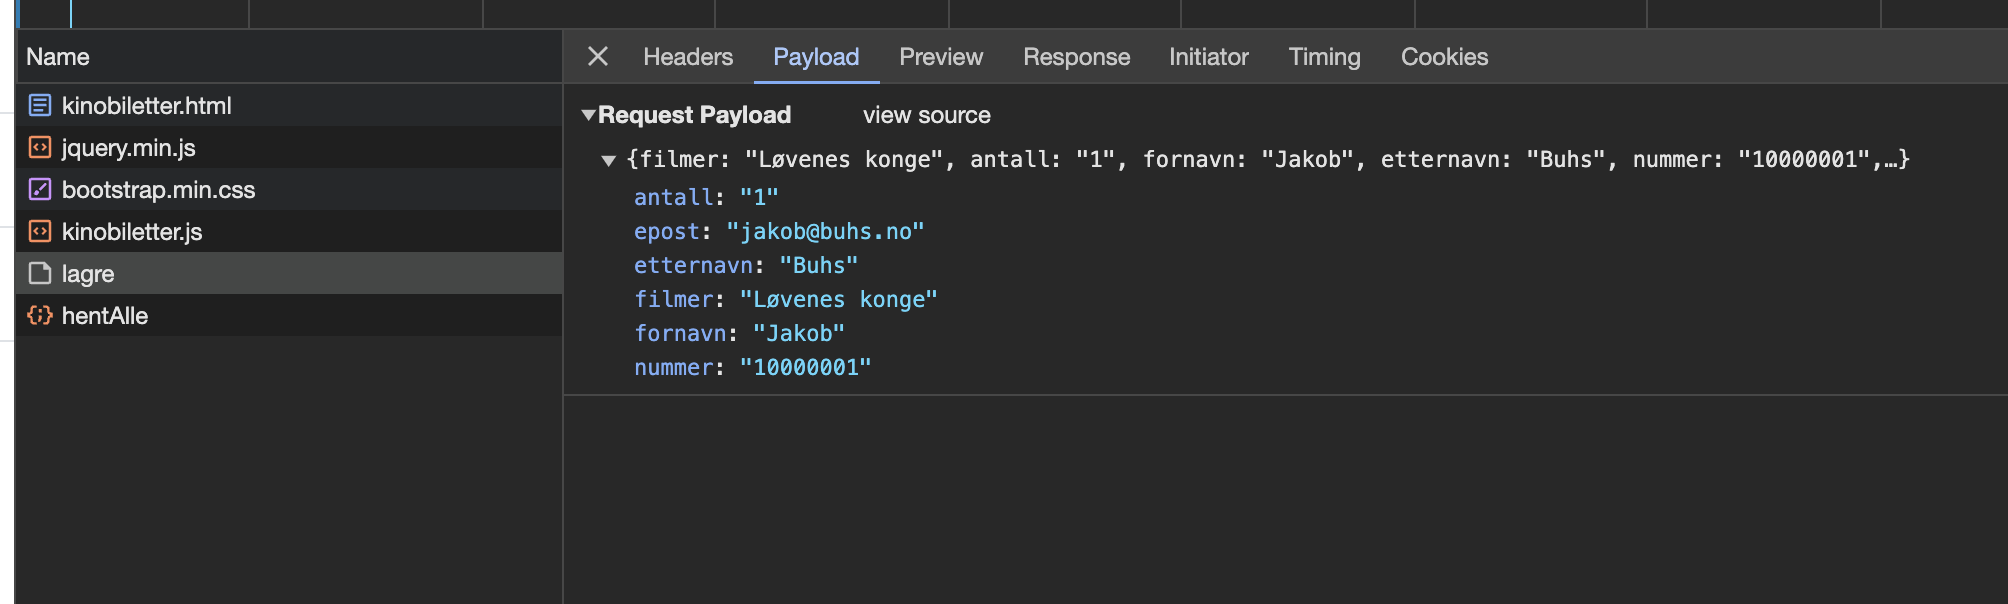 Name
kinobiletter.html
jquery.min.js
bootstrap.min.css
kinobiletter.js
lagre
hentAlle
Headers Payload Preview Response Initiator Timing Cookies
Request Payload view source
{filmer: "Løvenes konge", antall: "1", fornavn: "Jakob", etternavn: "Buhs", nummer: "10000001",…}
antall: "1"
epost: "jakob@buhs.no"
etternavn: "Buhs"
filmer: "Løvenes konge"
fornavn: "Jakob"
nummer: "10000001"